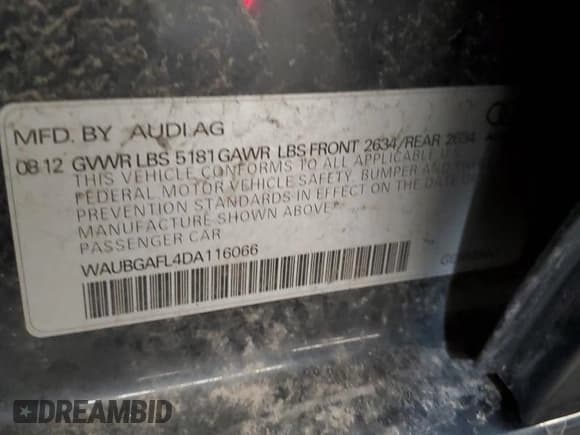 MFD. BY AUDI AG
08.12 GVWR LBS 5181 GAWR LBS FRONT 2634/REAR 2634
THIS VEHICLE CONFORMS TO ALL APPLICABLE U.S.
FEDERAL MOTOR VEHICLE SAFETY, BUMPER AND THEFT
PREVENTION STANDARDS IN EFFECT ON THE DATE OF
MANUFACTURE SHOWN ABOVE
PASSENGER CAR
WAUBGAFL4DA116066
GERMANY
DREAMBID